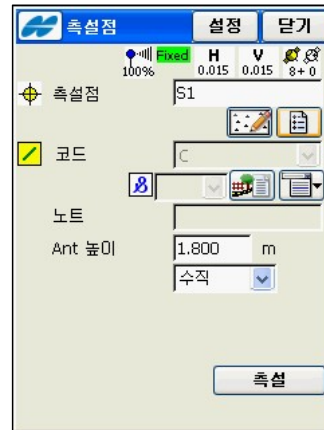 측설점 설정 닫기
100% Fixed H 0.015 V 0.015 8+0
측설점 S1
코드 C
노트
Ant 높이 1.800 m
수직
측설